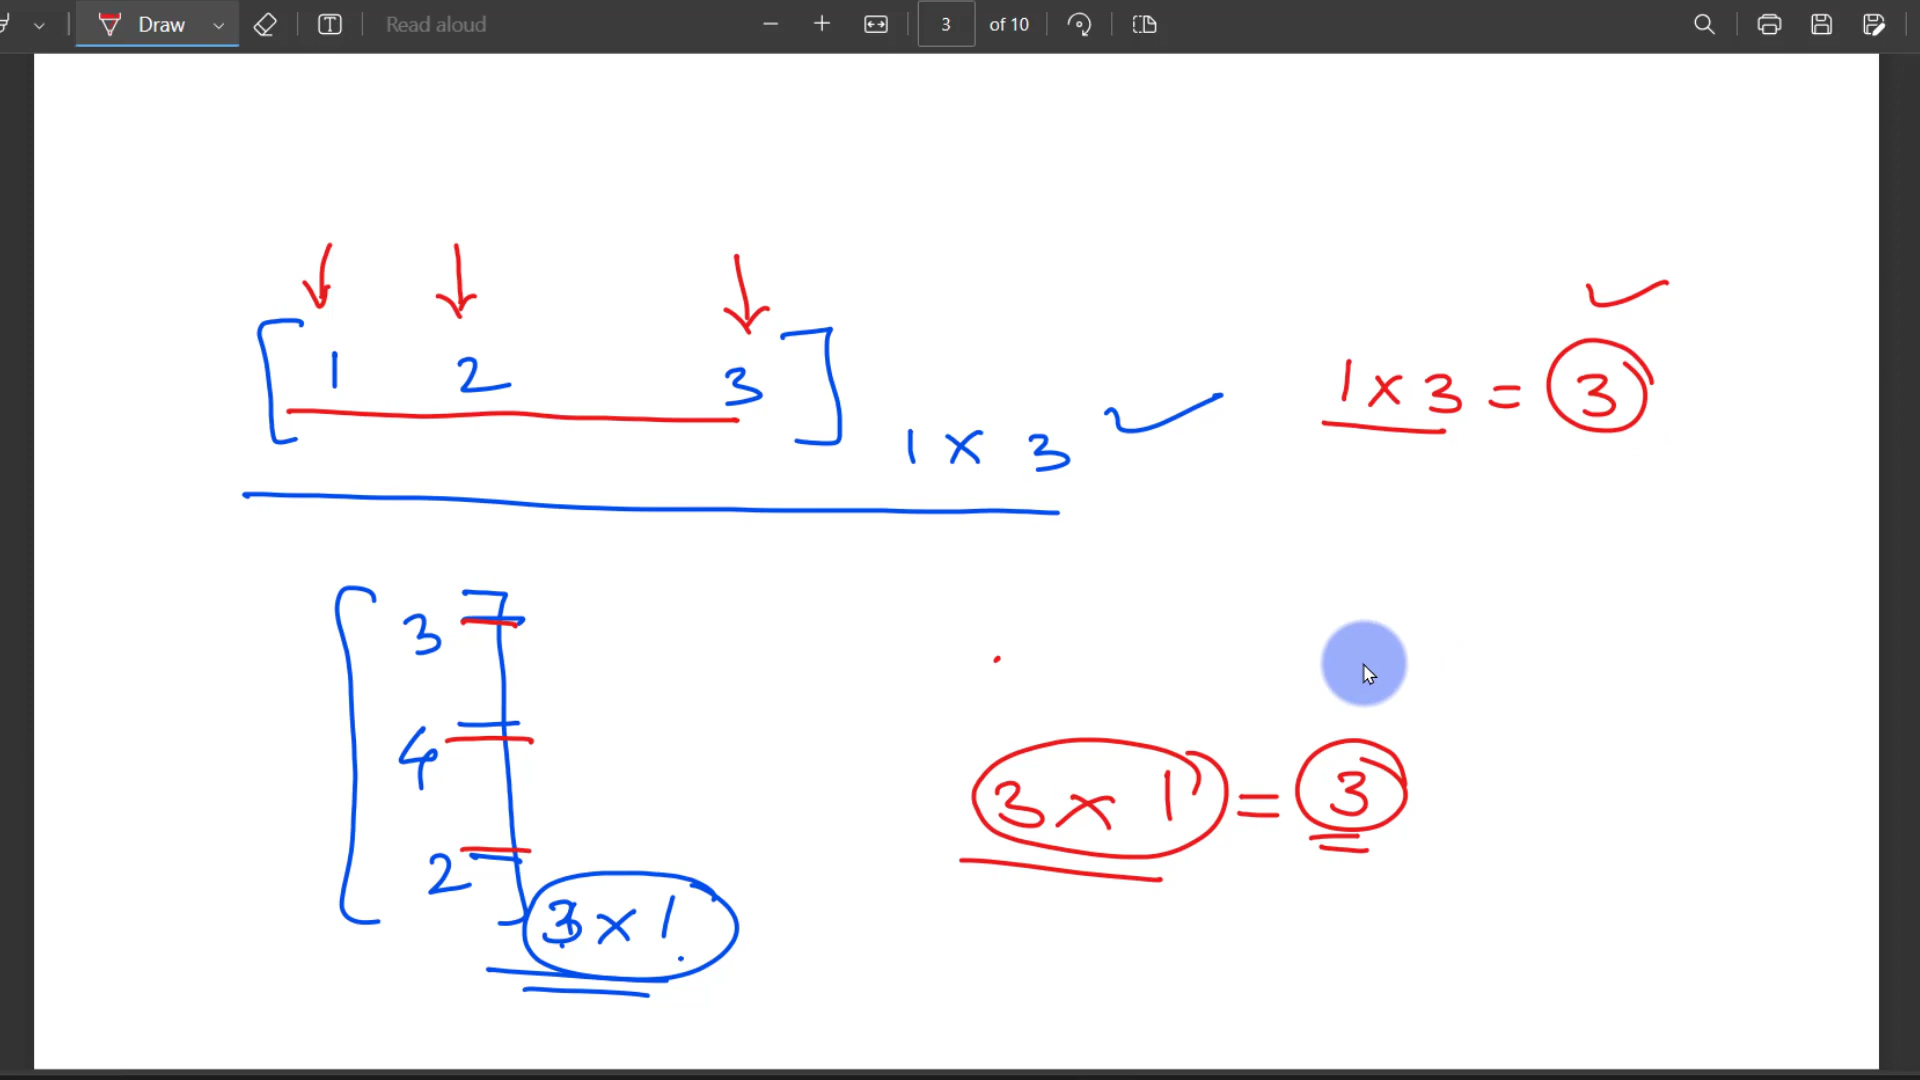 Draw
Read aloud
3 of 10
[1 2 3] 1 x 3
1 x 3 = 3
3
4
2
3 x 1
3 x 1 = 3